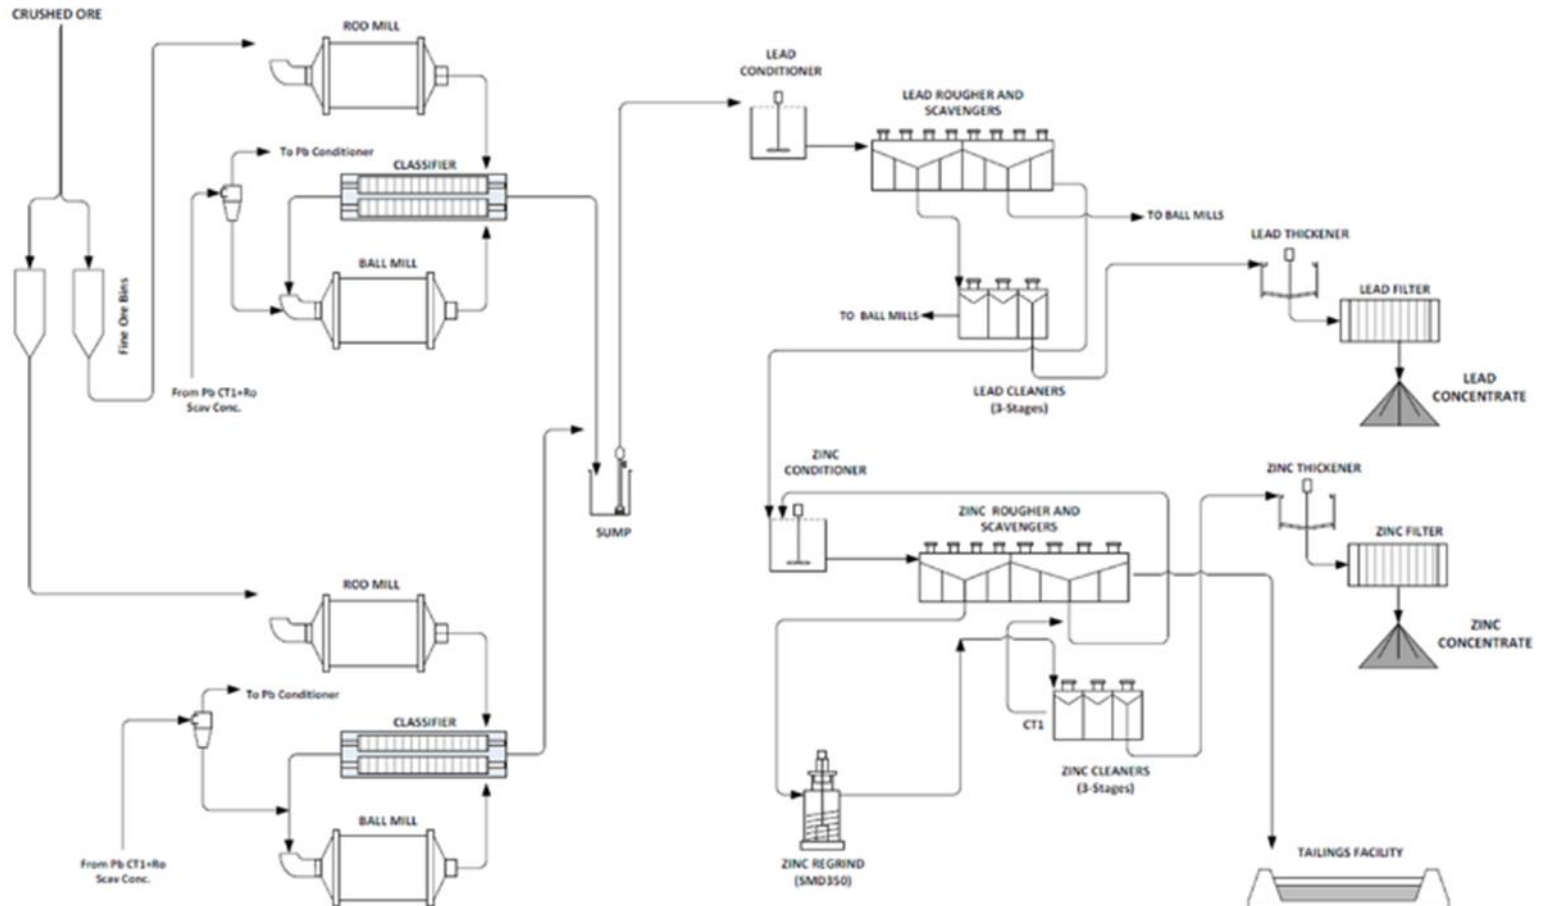 CRUSHED ORE
ROD MILL
To Pb Conditioner
CLASSIFIER
BALL MILL
Fine Ore Bins
From Pb CT1+Ro
Scav Conc.
SUMP
ROD MILL
To Pb Conditioner
CLASSIFIER
BALL MILL
From Pb CT1+Ro
Scav Conc.
LEAD
CONDITIONER
LEAD ROUGHER AND
SCAVENGERS
TO BALL MILLS
LEAD THICKENER
LEAD FILTER
TO BALL MILLS
LEAD CLEANERS
(3-Stages)
LEAD
CONCENTRATE
ZINC
CONDITIONER
ZINC ROUGHER AND
SCAVENGERS
ZINC THICKENER
ZINC FILTER
ZINC
CONCENTRATE
CT1
ZINC CLEANERS
(3-Stages)
ZINC REGRIND
(SMD350)
TAILINGS FACILITY